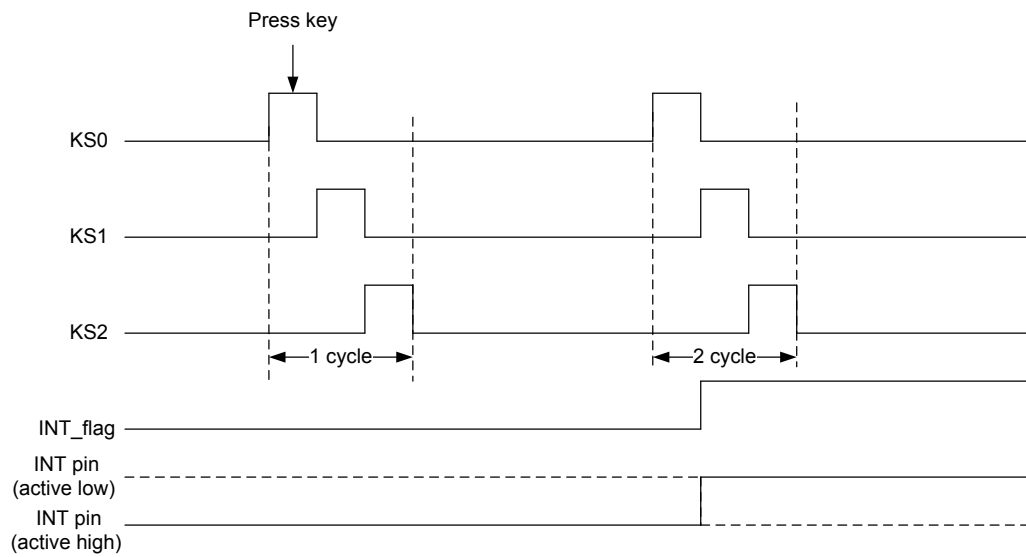 Press key
KS0
KS1
KS2
1 cycle
2 cycle
INT_flag
INT pin
(active low)
INT pin
(active high)